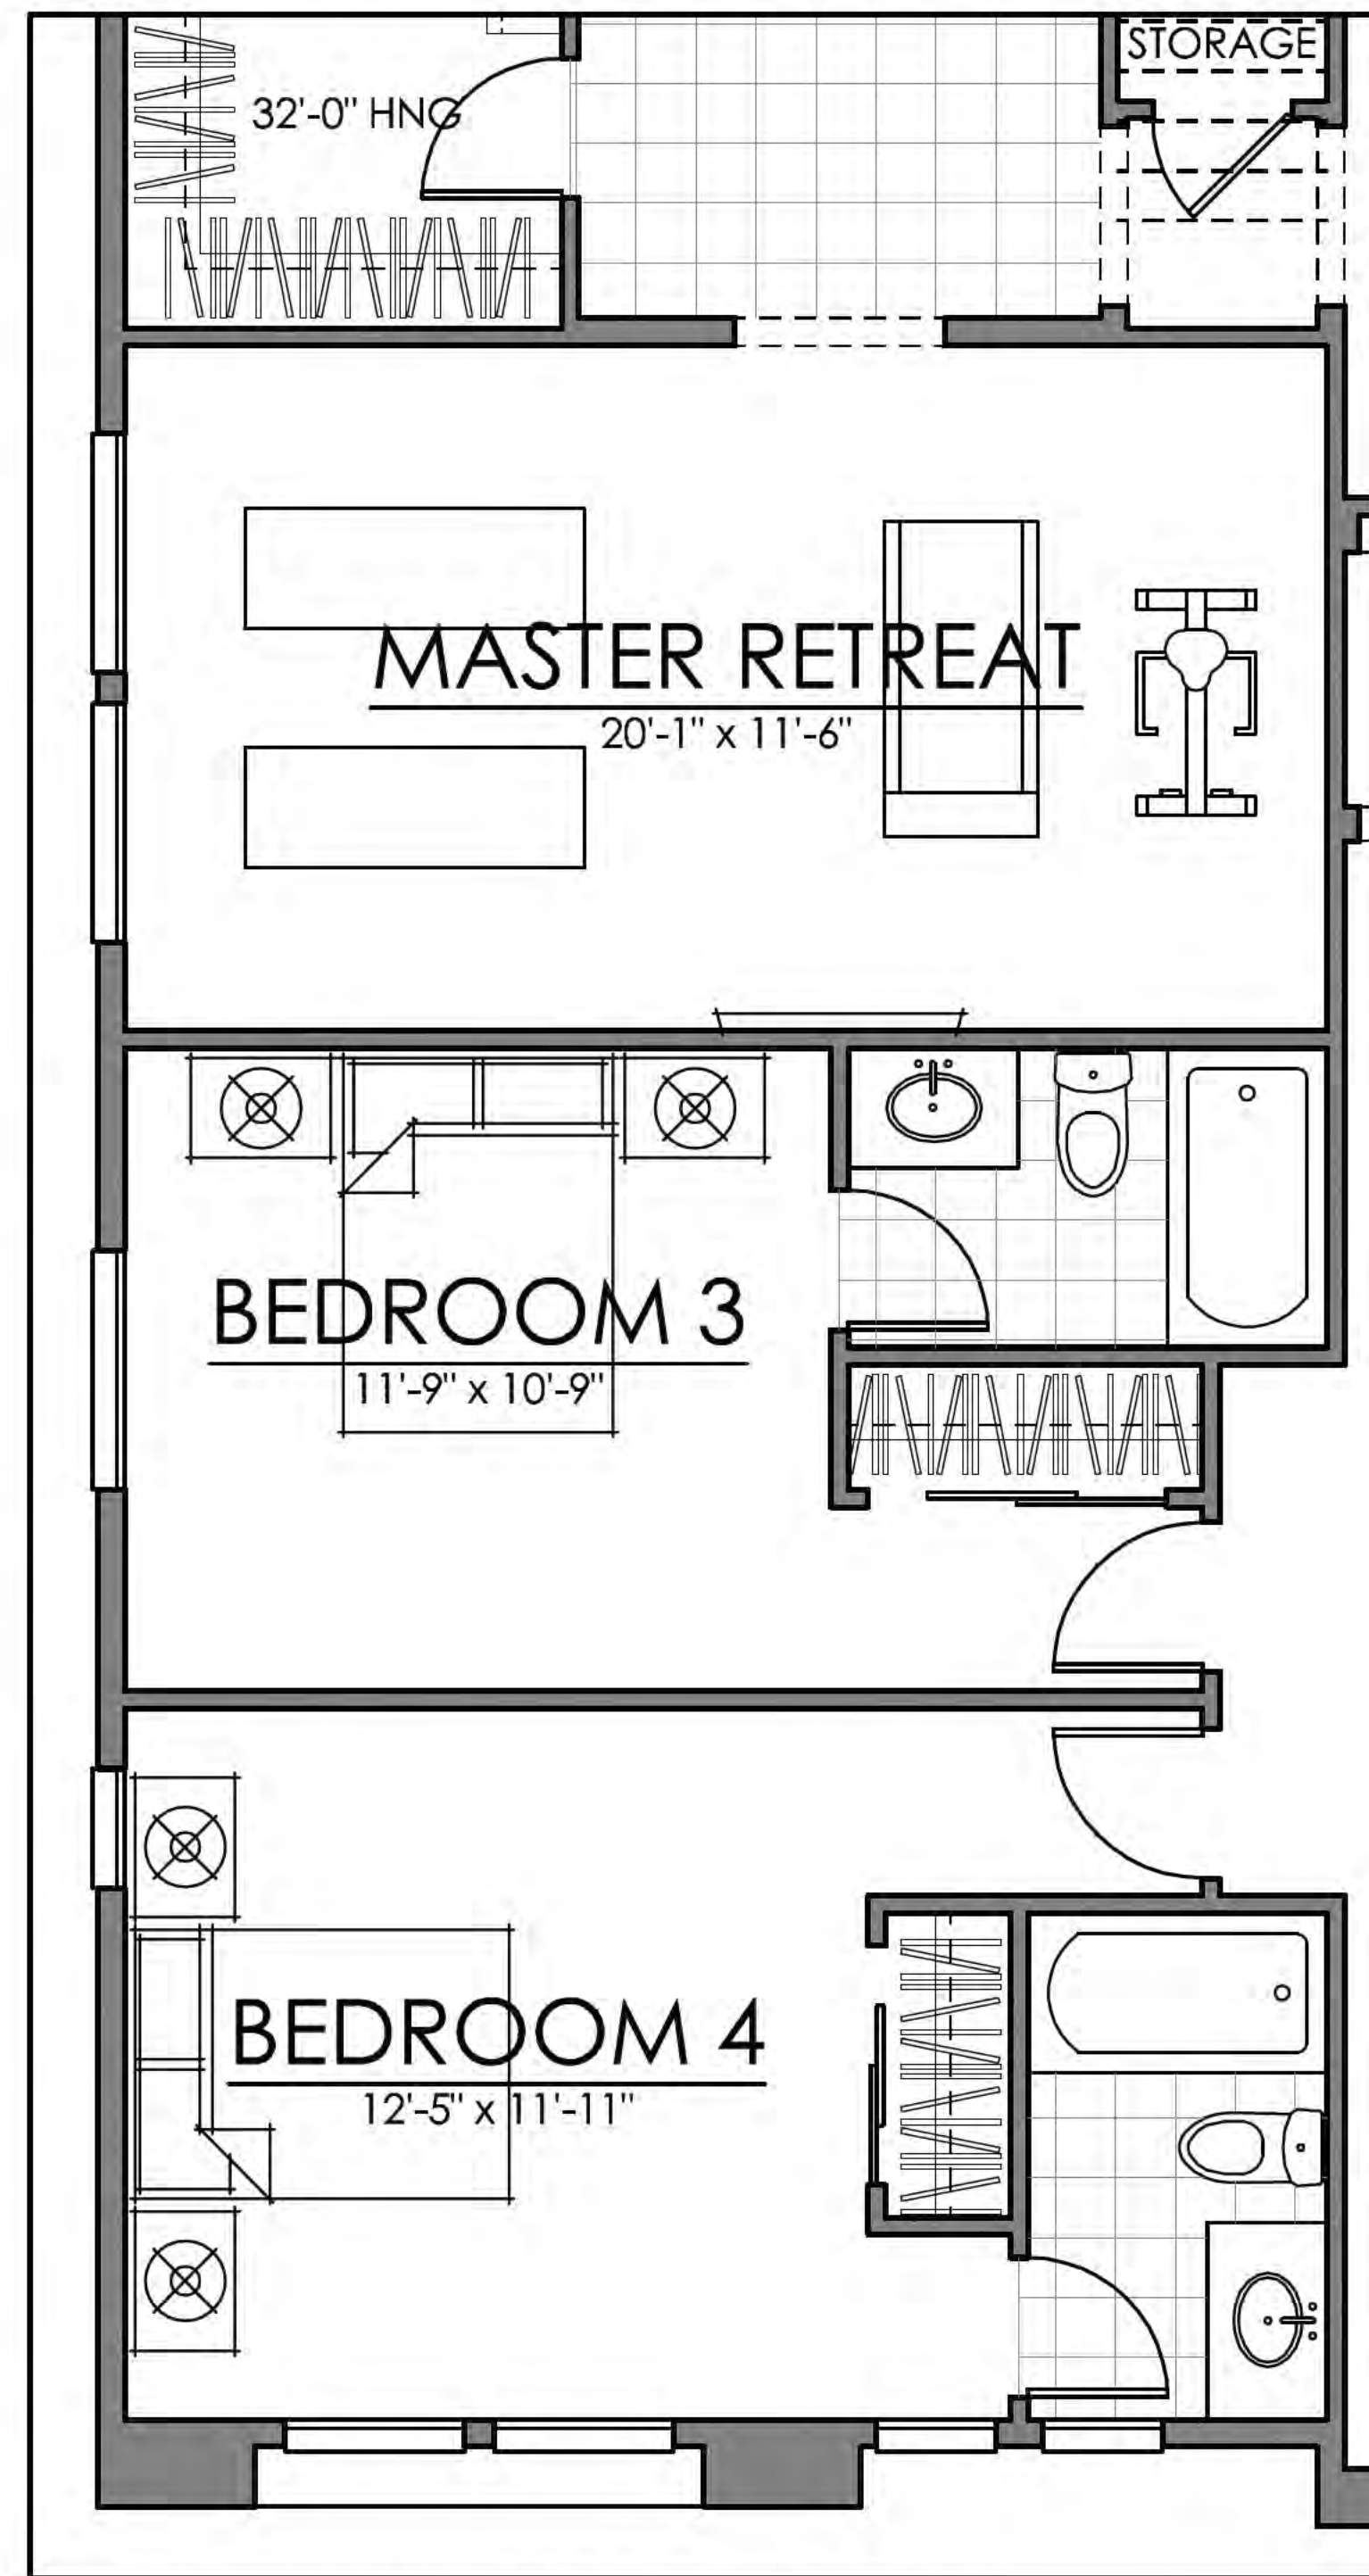 STORAGE
32'-0" HNG
MASTER RETREAT
20'-1" x 11'-6"
BEDROOM 3
11'-9" x 10'-9"
BEDROOM 4
12'-5" x 11'-11"